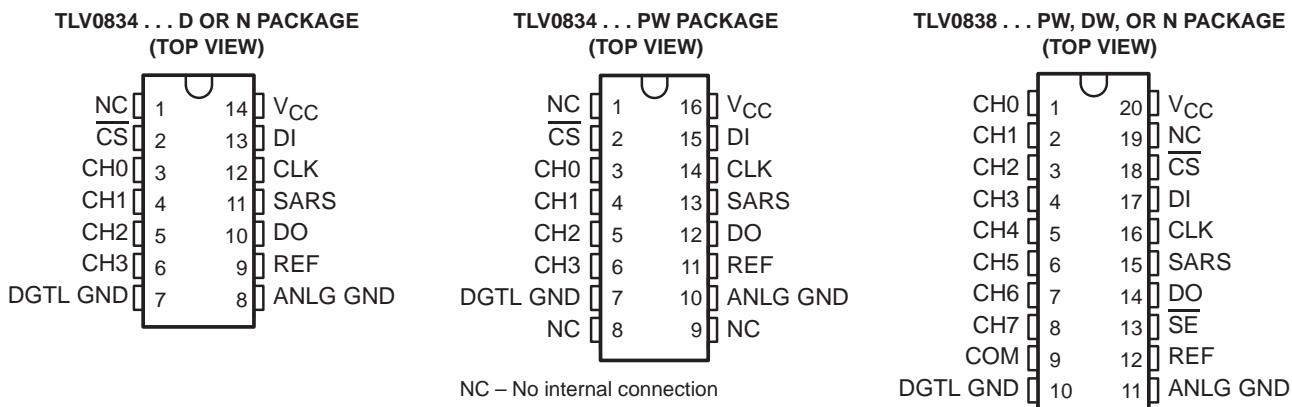 TLV0834 . . . D OR N PACKAGE
(TOP VIEW)
NC 1 14 VCC
CS 2 13 DI
CH0 3 12 CLK
CH1 4 11 SARS
CH2 5 10 DO
CH3 6 9 REF
DGTL GND 7 8 ANLG GND
TLV0834 . . . PW PACKAGE
(TOP VIEW)
NC 1 16 VCC
CS 2 15 DI
CH0 3 14 CLK
CH1 4 13 SARS
CH2 5 12 DO
CH3 6 11 REF
DGTL GND 7 10 ANLG GND
NC 8 9 NC
NC – No internal connection
TLV0838 . . . PW, DW, OR N PACKAGE
(TOP VIEW)
CH0 1 20 VCC
CH1 2 19 NC
CH2 3 18 CS
CH3 4 17 DI
CH4 5 16 CLK
CH5 6 15 SARS
CH6 7 14 DO
CH7 8 13 SE
COM 9 12 REF
DGTL GND 10 11 ANLG GND